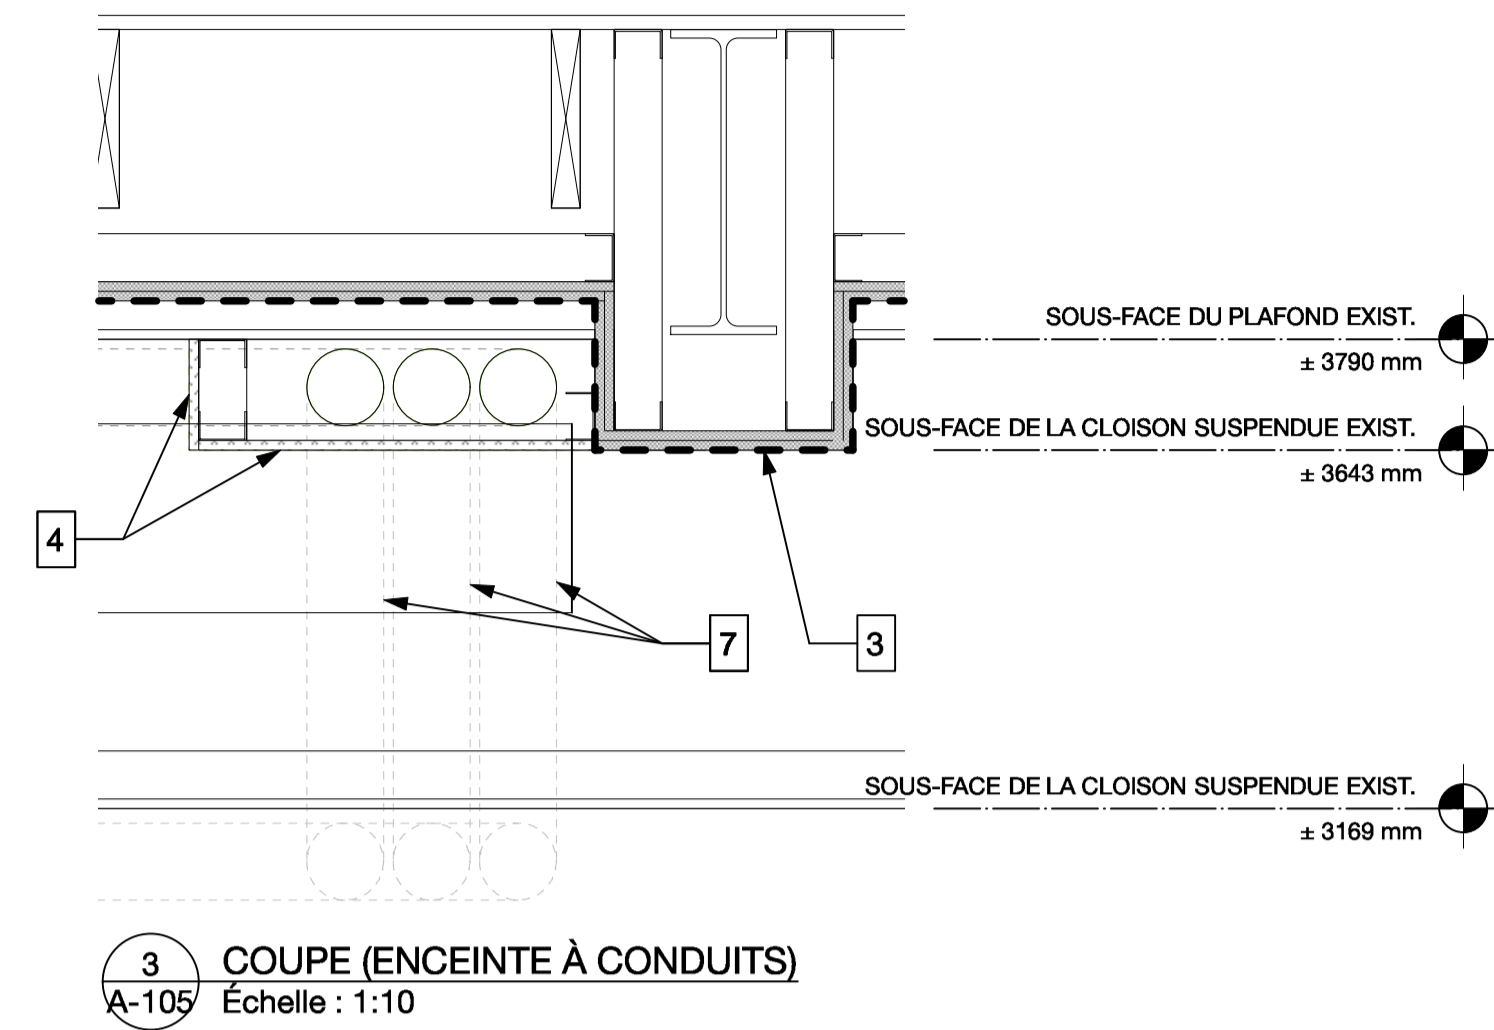 SOUS-FACE DU PLAFOND EXIST.
± 3790 mm
SOUS-FACE DE LA CLOISON SUSPENDUE EXIST.
± 3643 mm
4
7
3
SOUS-FACE DE LA CLOISON SUSPENDUE EXIST.
± 3169 mm
3
COUPE (ENCEINTE À CONDUITS)
A-105
Échelle : 1:10